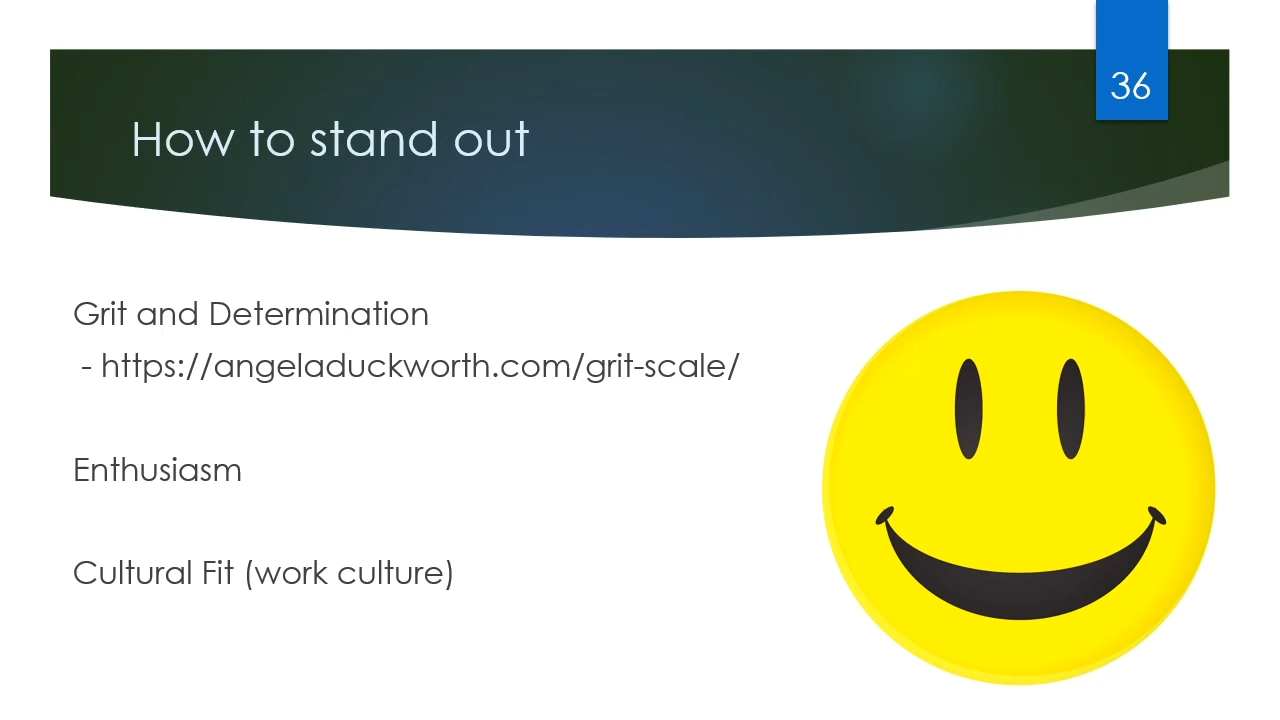 36
How to stand out
Grit and Determination
- https://angeladuckworth.com/grit-scale/
Enthusiasm
Cultural Fit (work culture)